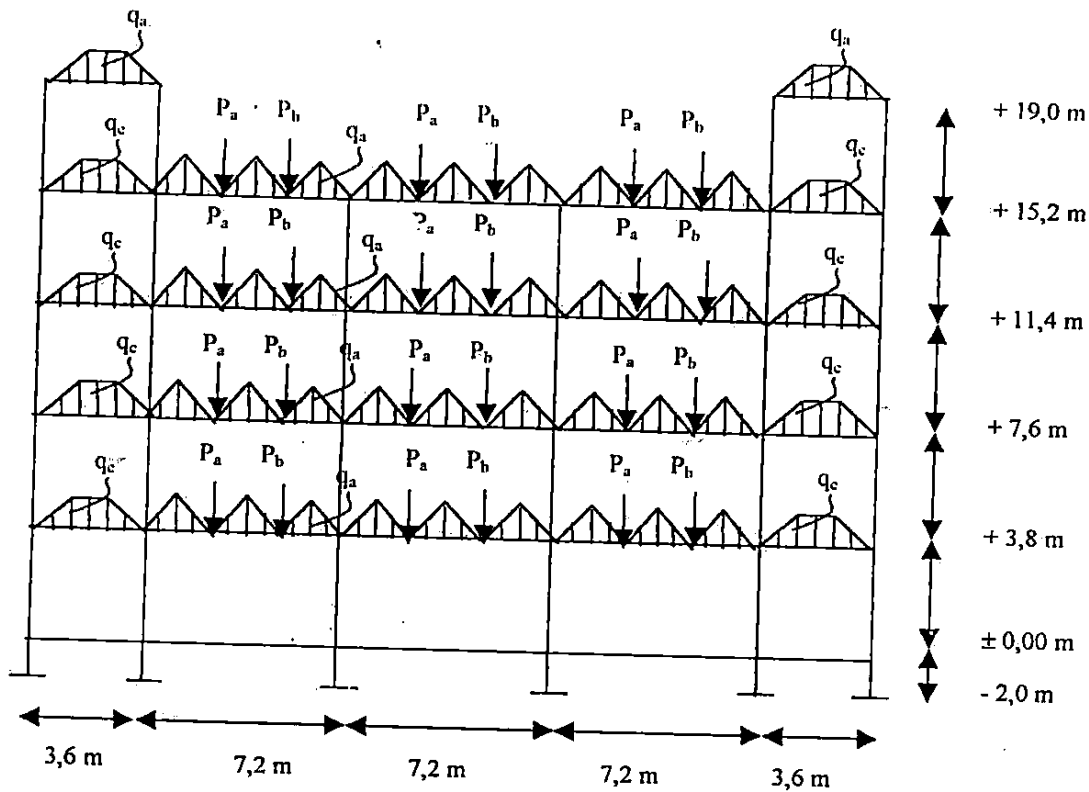 qa
qa
Pa Pb Pa Pb Pa Pb
+ 19,0 m
qc qa qc
+ 15,2 m
Pa Pb Pa Pb Pa Pb
qc qa qc
+ 11,4 m
Pa Pb Pa Pb Pa Pb
qc qa qc
+ 7,6 m
Pa Pb Pa Pb Pa Pb
qc qa qc
+ 3,8 m
± 0,00 m
- 2,0 m
3,6 m 7,2 m 7,2 m 7,2 m 3,6 m